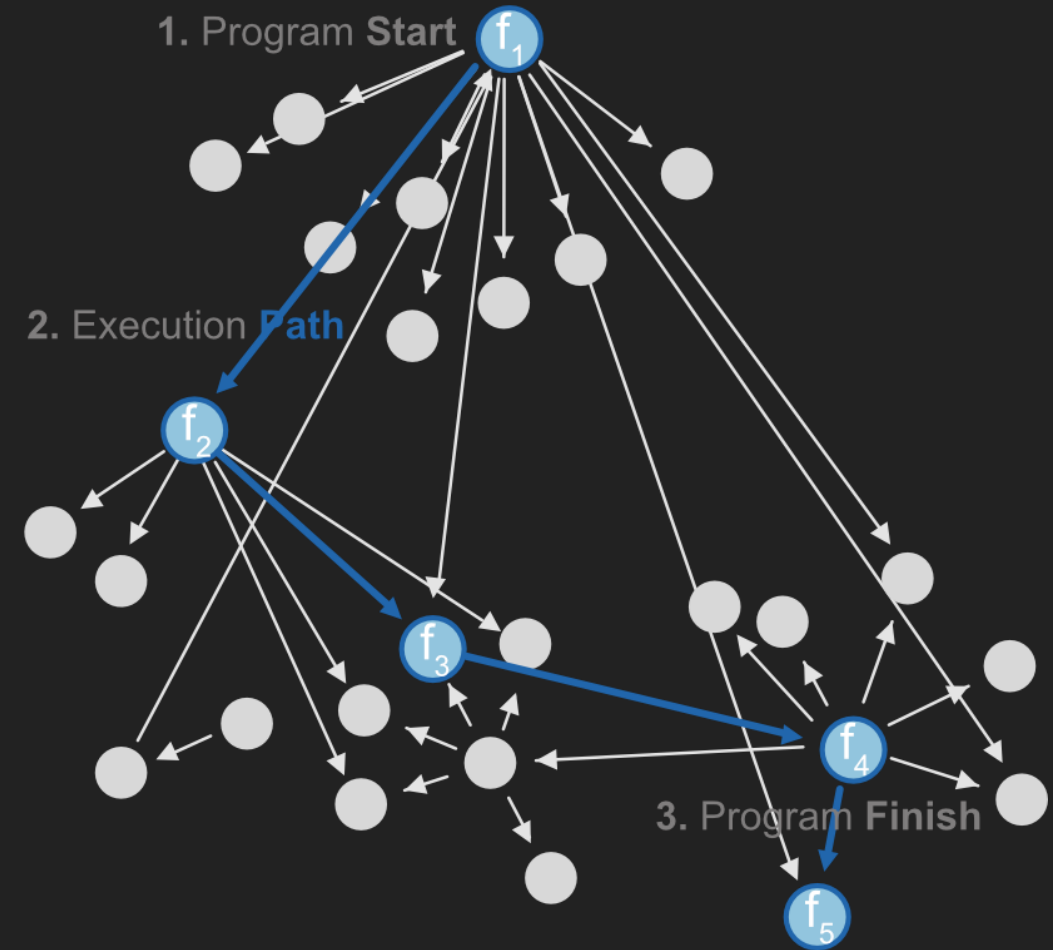 1. Program Start
f1
2. Execution Path
f2
f3
f4
3. Program Finish
f5